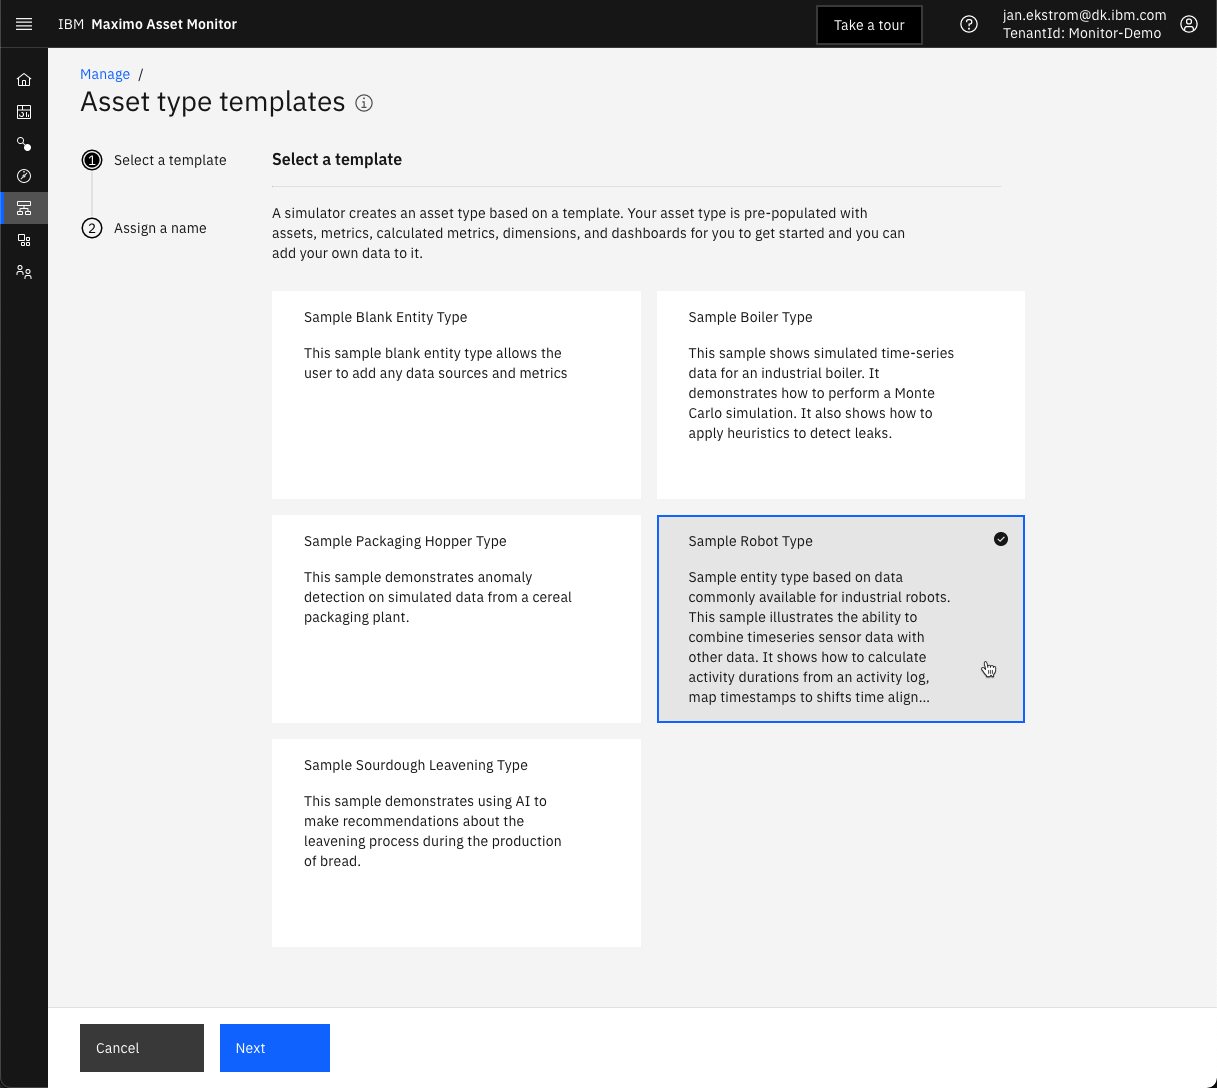 IBM Maximo Asset Monitor
Take a tour
jan.ekstrom@dk.ibm.com
TenantId: Monitor-Demo
Manage /
Asset type templates
1 Select a template
2 Assign a name
Select a template
A simulator creates an asset type based on a template. Your asset type is pre-populated with
assets, metrics, calculated metrics, dimensions, and dashboards for you to get started and you can
add your own data to it.
Sample Blank Entity Type
This sample blank entity type allows the
user to add any data sources and metrics
Sample Boiler Type
This sample shows simulated time-series
data for an industrial boiler. It
demonstrates how to perform a Monte
Carlo simulation. It also shows how to
apply heuristics to detect leaks.
Sample Packaging Hopper Type
This sample demonstrates anomaly
detection on simulated data from a cereal
packaging plant.
Sample Robot Type
Sample entity type based on data
commonly available for industrial robots.
This sample illustrates the ability to
combine timeseries sensor data with
other data. It shows how to calculate
activity durations from an activity log,
map timestamps to shifts time align...
Sample Sourdough Leavening Type
This sample demonstrates using AI to
make recommendations about the
leavening process during the production
of bread.
Cancel
Next